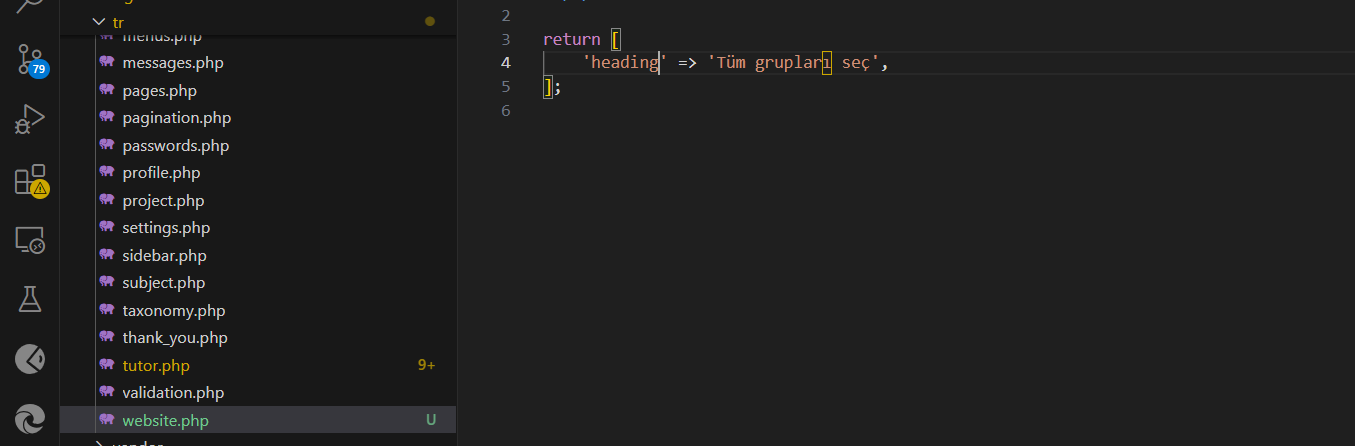 tr
menus.php
messages.php
pages.php
pagination.php
passwords.php
profile.php
project.php
settings.php
sidebar.php
subject.php
taxonomy.php
thank_you.php
tutor.php 9+
validation.php
website.php U
79
2
3 return [
4 'heading' => 'Tüm grupları seç',
5 ];
6